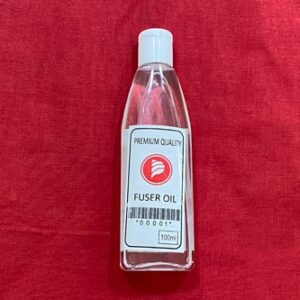 PREMIUM QUALITY
FUSER OIL
*00001*
100ml